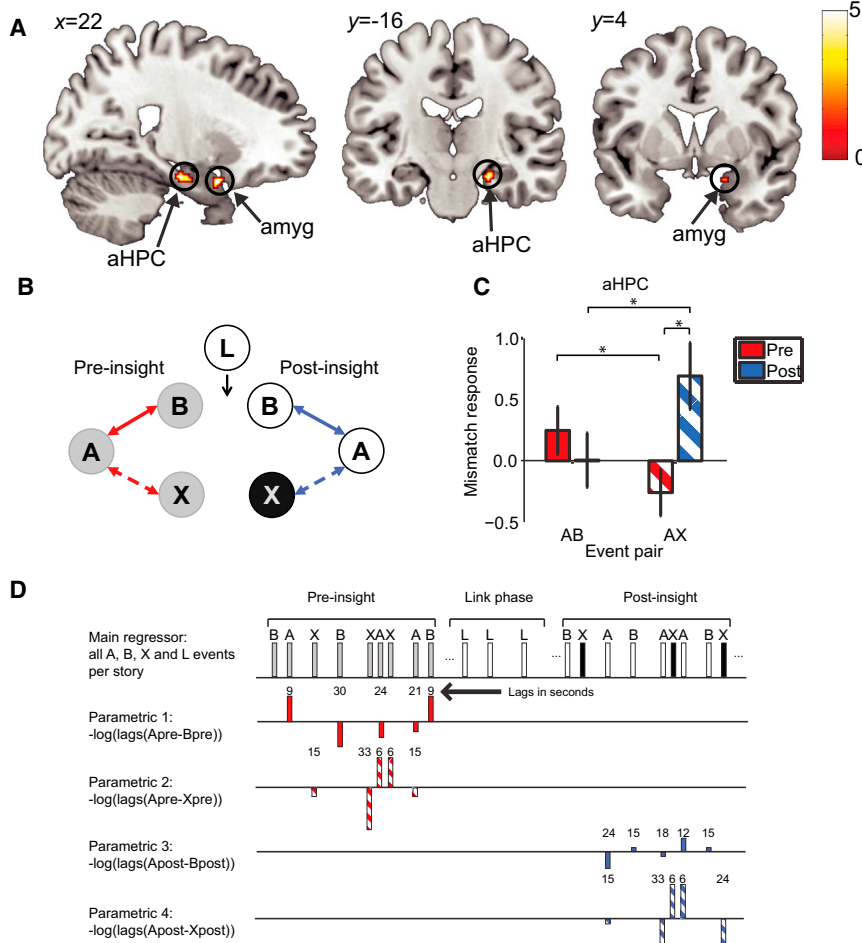 A
x=22
y=-16
y=4
5
0
aHPC
amyg
aHPC
amyg
B
Pre-insight
Post-insight
L
B
A
X
B
A
X
C
aHPC
*
*
*
Pre
Post
Mismatch response
1.0
0.5
0.0
−0.5
AB
AX
Event pair
D
Pre-insight
Link phase
Post-insight
Main regressor:
all A, B, X and L events
per story
B A X B X A X A B
... L L L ...
B X A B A X A B X ...
9 30 24 21 9
Lags in seconds
Parametric 1:
-log(lags(Apre-Bpre))
15 33 6 6 15
Parametric 2:
-log(lags(Apre-Xpre))
24 15 18 12 15
Parametric 3:
-log(lags(Apost-Bpost))
15 33 6 6 24
Parametric 4:
-log(lags(Apost-Xpost))